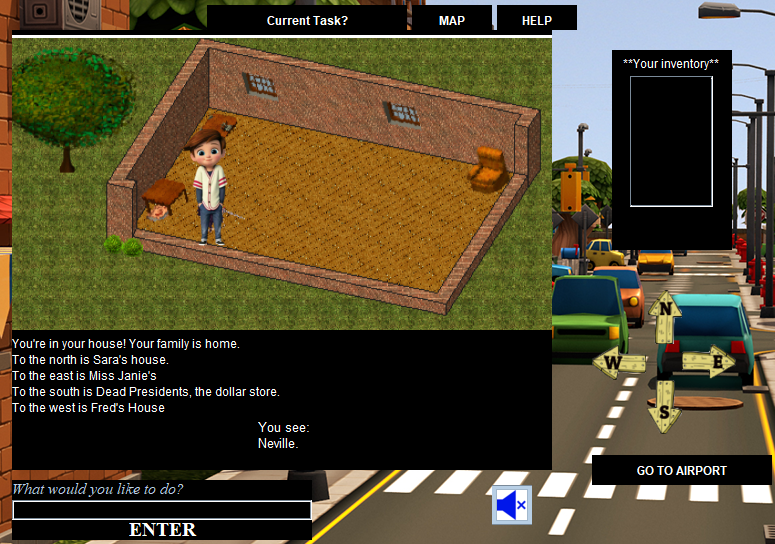 Current Task?
MAP
HELP
**Your inventory**
You're in your house! Your family is home.
To the north is Sara's house.
To the east is Miss Janie's
To the south is Dead Presidents, the dollar store.
To the west is Fred's House
You see:
Neville.
N
W
E
S
GO TO AIRPORT
What would you like to do?
ENTER